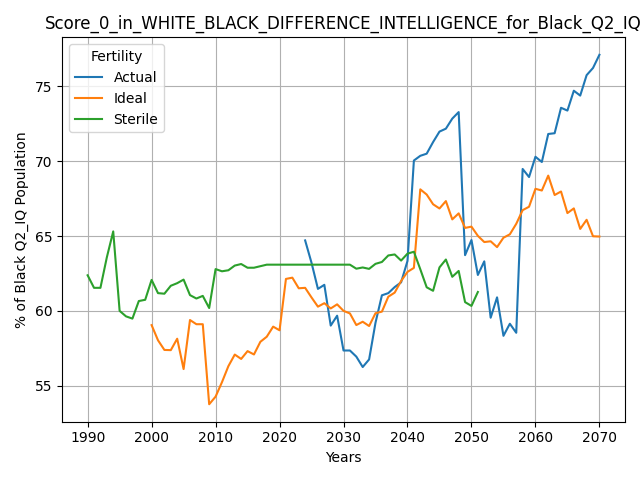 Score_0_in_WHITE_BLACK_DIFFERENCE_INTELLIGENCE_for_Black_Q2_IQ
Fertility
Actual
Ideal
Sterile
% of Black Q2_IQ Population
75
70
65
60
55
1990 2000 2010 2020 2030 2040 2050 2060 2070
Years